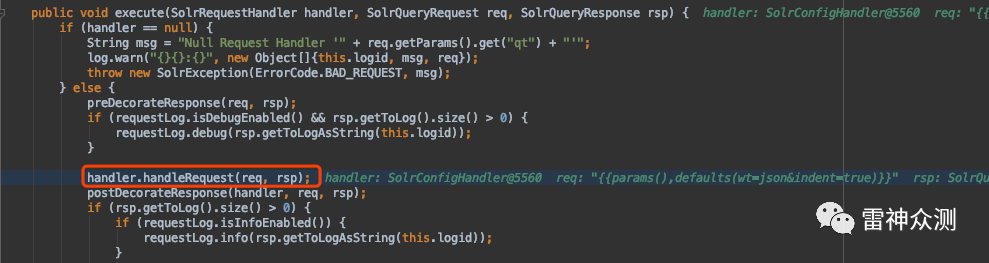 public void execute(SolrRequestHandler handler, SolrQueryRequest req, SolrQueryResponse rsp) {  handler: SolrConfigHandler@5560  req: "{{
if (handler == null) {
String msg = "Null Request Handler '" + req.getParams().get("qt") + "'";
log.warn("{}{}:{}", new Object[]{this.logid, msg, req});
throw new SolrException(ErrorCode.BAD_REQUEST, msg);
} else {
preDecorateResponse(req, rsp);
if (requestLog.isDebugEnabled() && rsp.getToLog().size() > 0) {
requestLog.debug(rsp.getToLogAsString(this.logid));
}
handler.handleRequest(req, rsp);  handler: SolrConfigHandler@5560  req: "{{params(),defaults(wt=json&indent=true)}}"  rsp: SolrQu
postDecorateResponse(handler, req, rsp);
if (rsp.getToLog().size() > 0) {
if (requestLog.isInfoEnabled()) {
requestLog.info(rsp.getToLogAsString(this.logid));
}
雷神众测